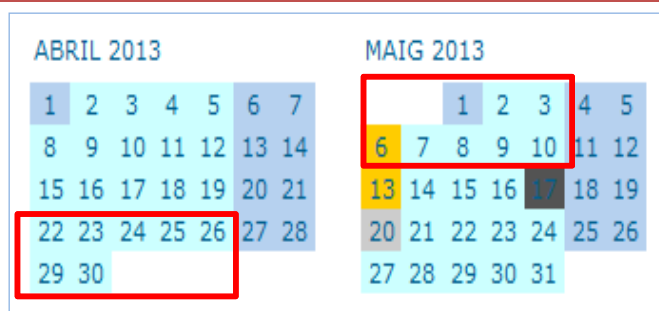 ABRIL 2013
1 2 3 4 5 6 7
8 9 10 11 12 13 14
15 16 17 18 19 20 21
22 23 24 25 26 27 28
29 30
MAIG 2013
1 2 3 4 5
6 7 8 9 10 11 12
13 14 15 16 17 18 19
20 21 22 23 24 25 26
27 28 29 30 31